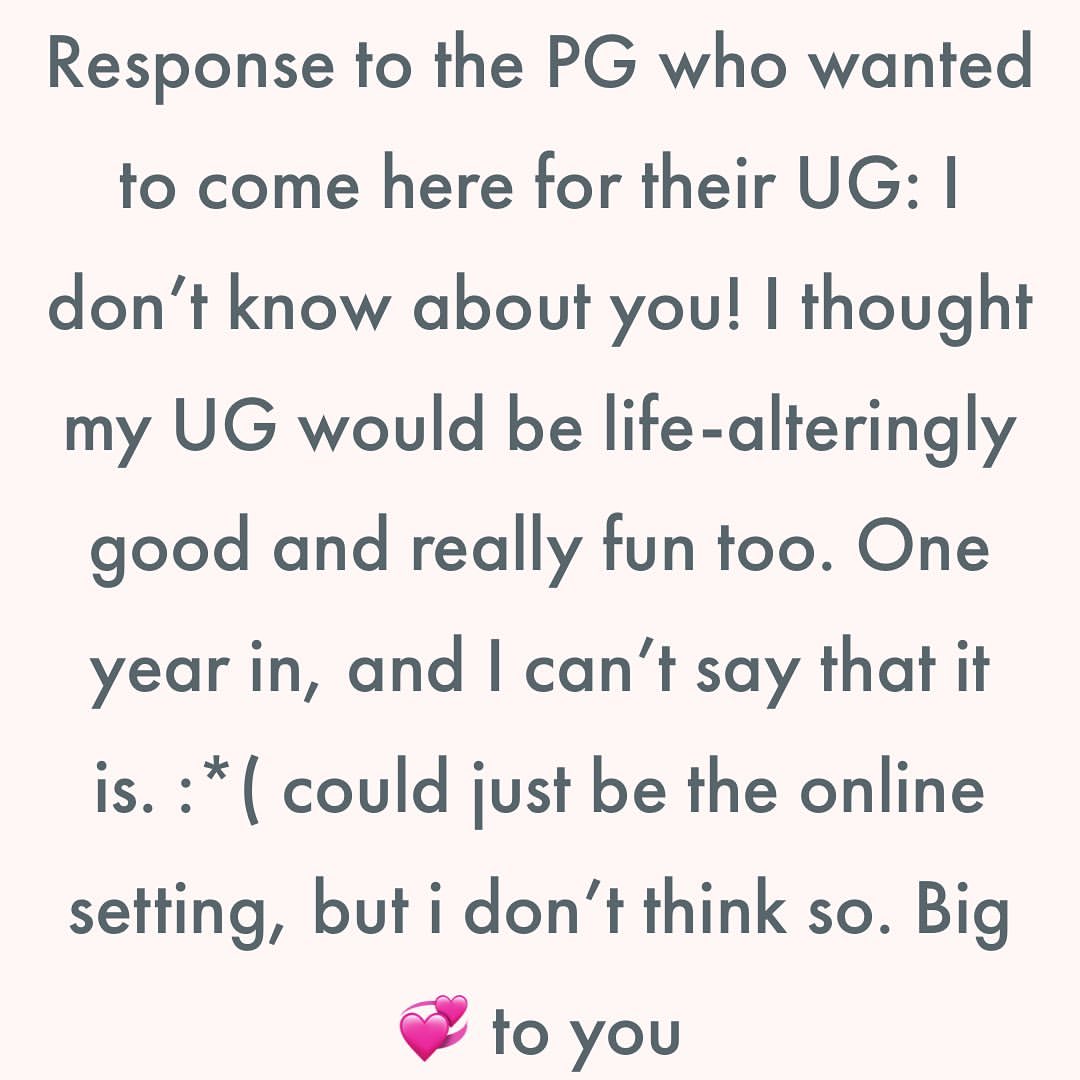 Response to the PG who wanted
to come here for their UG: I
don’t know about you! I thought
my UG would be life-alteringly
good and really fun too. One
year in, and I can’t say that it
is. :*( could just be the online
setting, but i don’t think so. Big
💞 to you